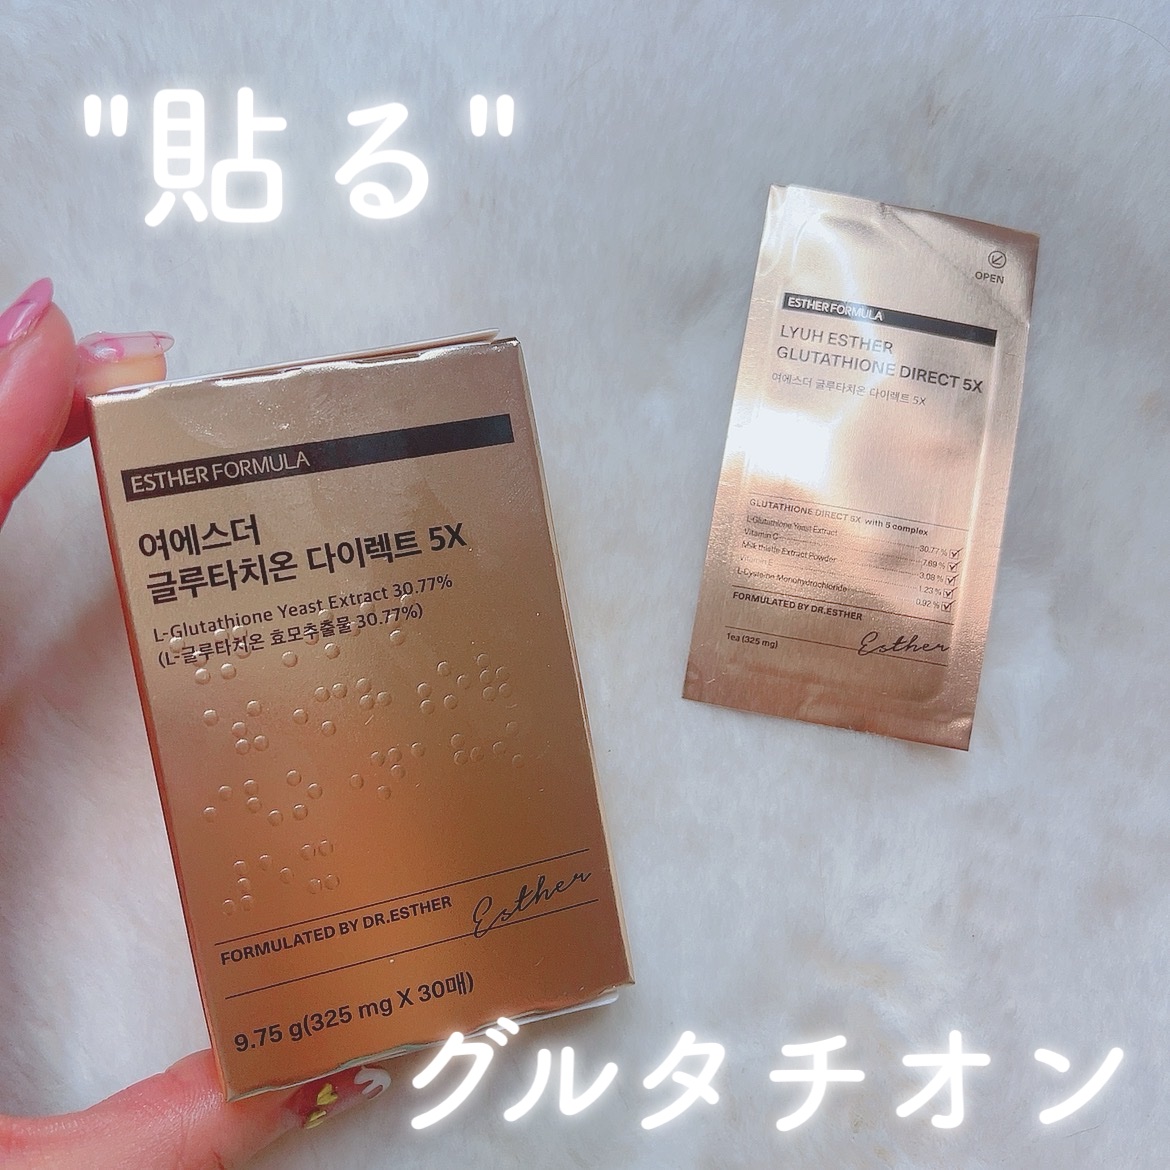 "貼る"
ESTHER FORMULA
여에스더
글루타치온 다이렉트 5X
L-Glutathione Yeast Extract 30.77%
(L-글루타치온 효모추출물 30.77%)
FORMULATED BY DR.ESTHER
Esther
9.75 g(325 mg X 30매)
OPEN
ESTHER FORMULA
LYUH ESTHER
GLUTATHIONE DIRECT 5X
여에스더 글루타치온 다이렉트 5X
GLUTATHIONE DIRECT 5X with 5 complex
L-Glutathione Yeast Extract 30.77 %
Vitamin C 7.69 %
Milk thistle Extract Powder 3.08 %
Vitamin E 1.23 %
L-Cysteine Monohydrochloride 0.92 %
FORMULATED BY DR.ESTHER
1ea (325 mg)
Esther
グルタチオン